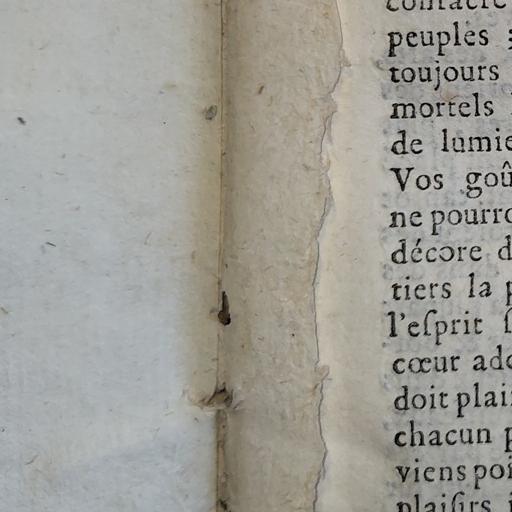 peuples ;
toujours
mortels
de lumie
Vos goû
ne pourro
décore d
tiers la p
l'eſprit ſ
cœur ado
doit plai
chacun p
viens poi
plaiſirs